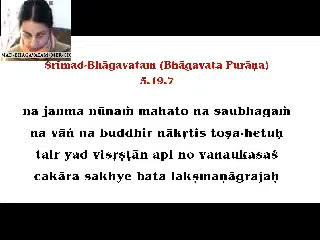 Śrīmad-Bhāgavatam (Bhāgavata Purāṇa)
5.19.7
na janma nūnaṁ mahato na saubhagaṁ
na vāṅ na buddhir nākṛtis toṣa-hetuḥ
tair yad visṛṣṭān api no vanaukasaś
cakāra sakhye bata lakṣmaṇāgrajaḥ